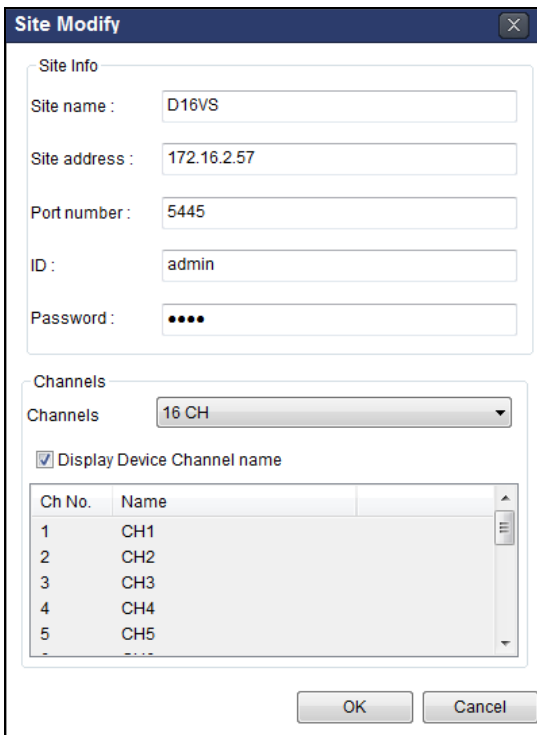 Site Modify
Site Info
Site name : D16VS
Site address : 172.16.2.57
Port number : 5445
ID : admin
Password : ●●●●
Channels
Channels 16 CH
Display Device Channel name
Ch No. Name
1 CH1
2 CH2
3 CH3
4 CH4
5 CH5
OK Cancel